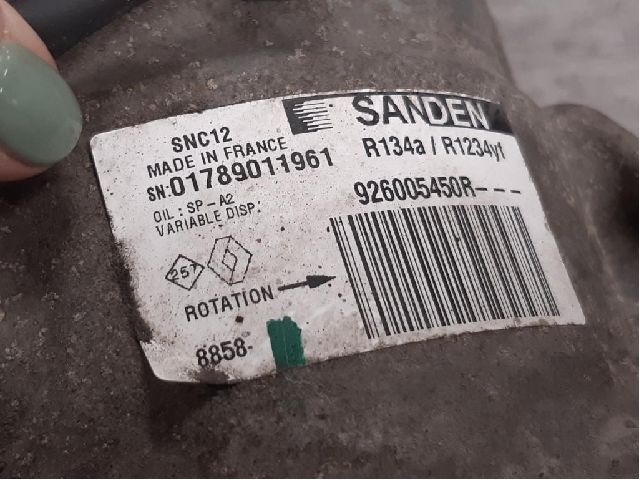 SANDEN
SNC12
MADE IN FRANCE
SN:01789011961
R134a / R1234yf
OIL: SP-A2
VARIABLE DISP.
926005450R---
257
ROTATION
8858-